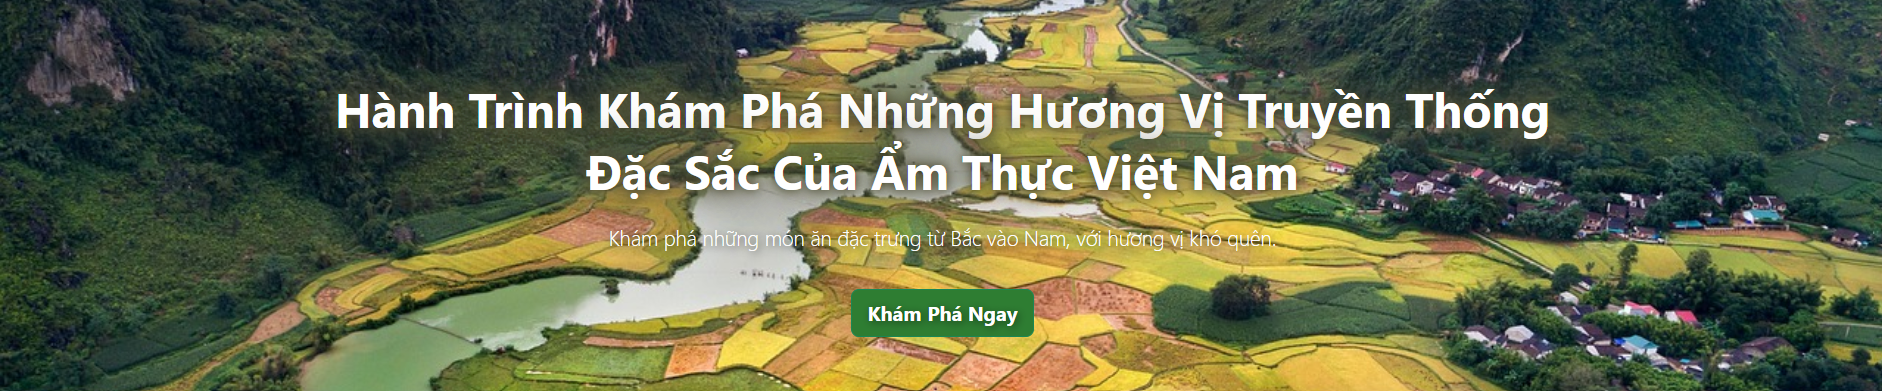 Hành Trình Khám Phá Những Hương Vị Truyền Thống
Đặc Sắc Của Ẩm Thực Việt Nam
Khám phá những món ăn đặc trưng từ Bắc vào Nam, với hương vị khó quên.
Khám Phá Ngay